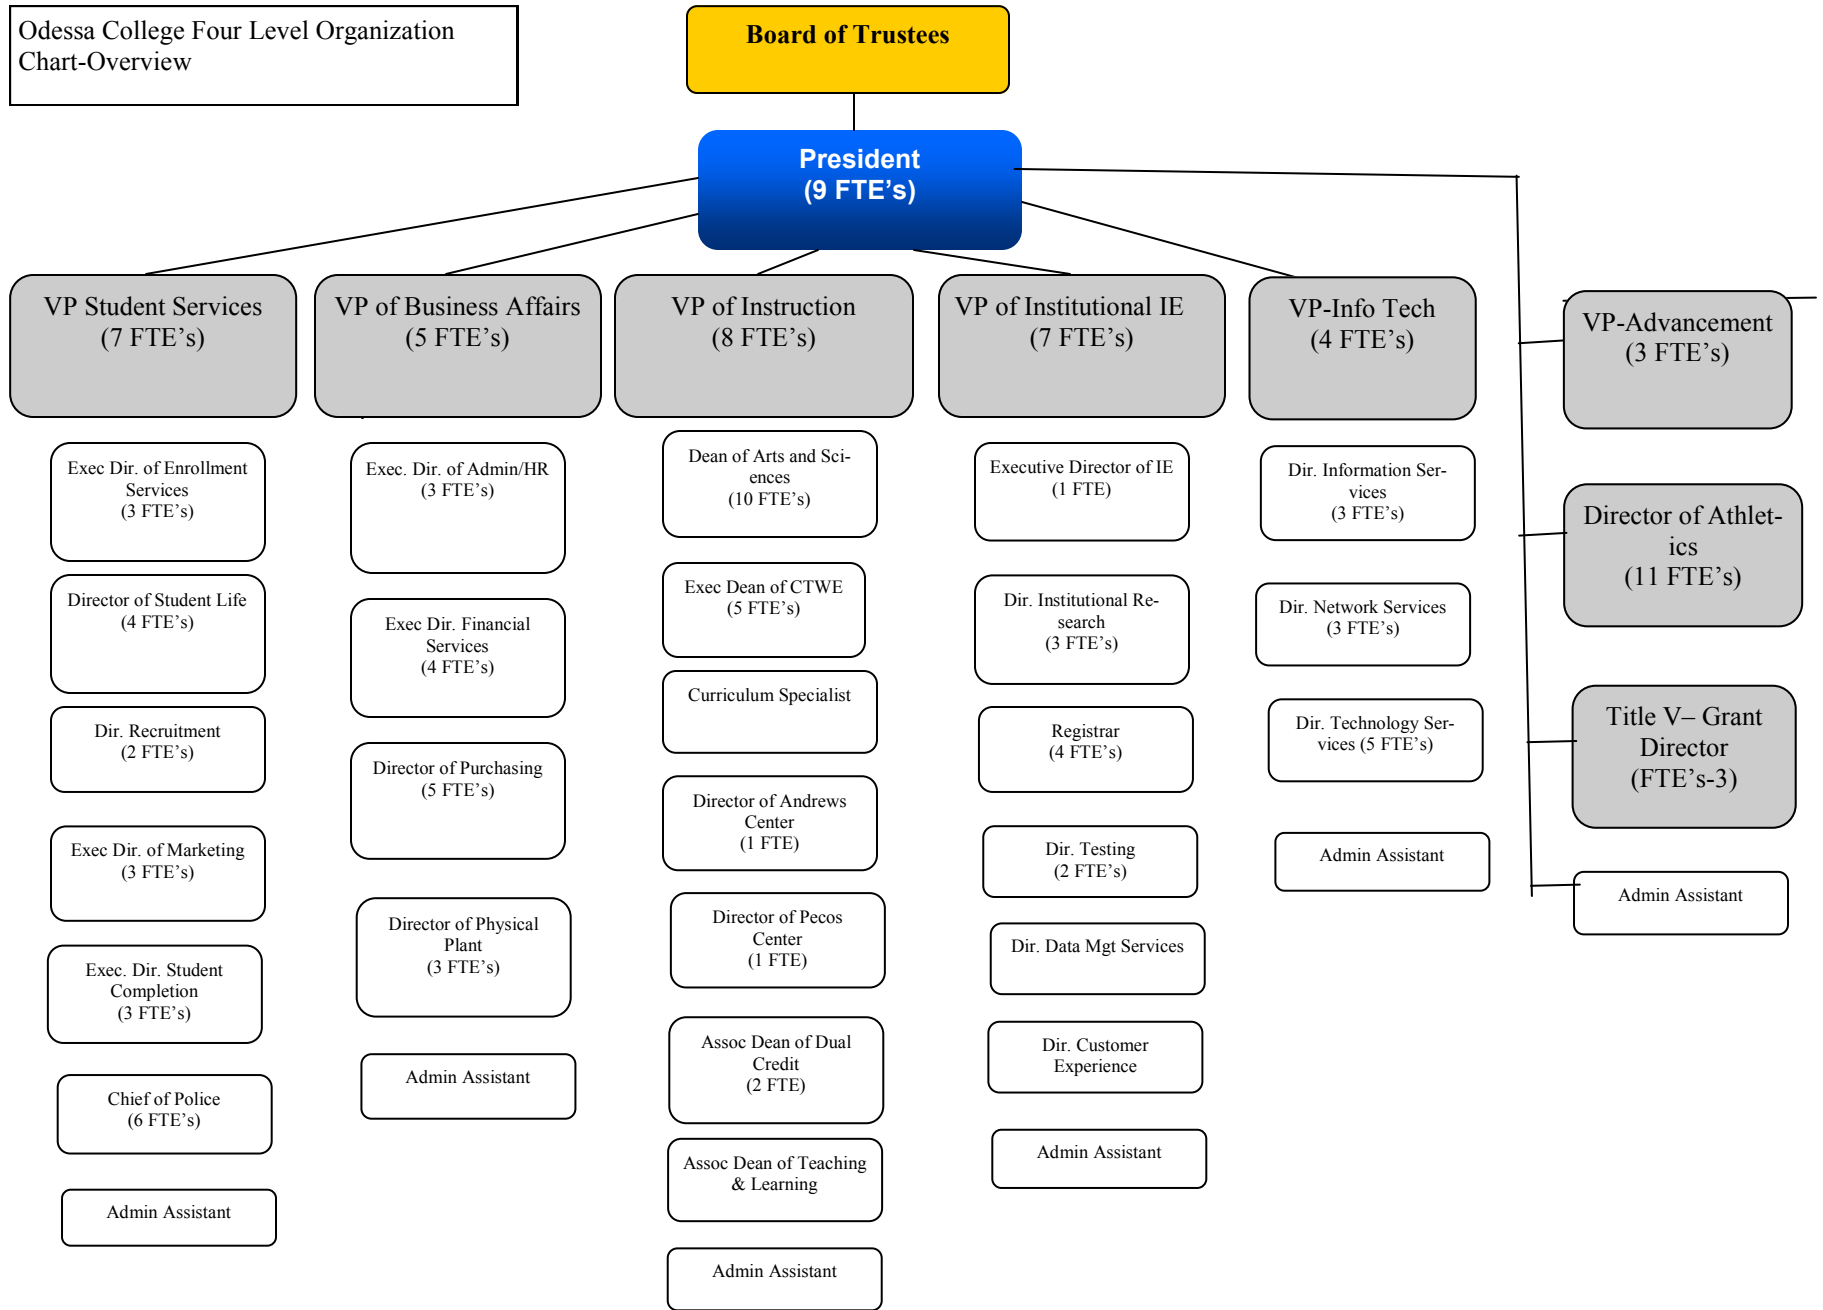 Odessa College Four Level Organization
Chart-Overview
Board of Trustees
President
(9 FTE’s)
VP Student Services
(7 FTE’s)
VP of Business Affairs
(5 FTE’s)
VP of Instruction
(8 FTE’s)
VP of Institutional IE
(7 FTE’s)
VP-Info Tech
(4 FTE’s)
VP-Advancement
(3 FTE’s)
Director of Athlet-
ics
(11 FTE’s)
Title V– Grant
Director
(FTE’s-3)
Admin Assistant
Exec Dir. of Enrollment
Services
(3 FTE’s)
Director of Student Life
(4 FTE’s)
Dir. Recruitment
(2 FTE’s)
Exec Dir. of Marketing
(3 FTE’s)
Exec. Dir. Student
Completion
(3 FTE’s)
Chief of Police
(6 FTE’s)
Admin Assistant
Exec. Dir. of Admin/HR
(3 FTE’s)
Exec Dir. Financial
Services
(4 FTE’s)
Director of Purchasing
(5 FTE’s)
Director of Physical
Plant
(3 FTE’s)
Admin Assistant
Dean of Arts and Sci-
ences
(10 FTE’s)
Exec Dean of CTWE
(5 FTE’s)
Curriculum Specialist
Director of Andrews
Center
(1 FTE)
Director of Pecos
Center
(1 FTE)
Assoc Dean of Dual
Credit
(2 FTE)
Assoc Dean of Teaching
& Learning
Admin Assistant
Executive Director of IE
(1 FTE)
Dir. Institutional Re-
search
(3 FTE’s)
Registrar
(4 FTE’s)
Dir. Testing
(2 FTE’s)
Dir. Data Mgt Services
Dir. Customer
Experience
Admin Assistant
Dir. Information Ser-
vices
(3 FTE’s)
Dir. Network Services
(3 FTE’s)
Dir. Technology Ser-
vices (5 FTE’s)
Admin Assistant